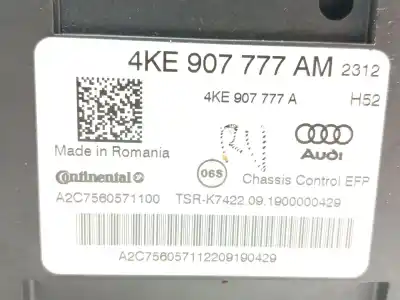 4KE 907 777 AM 2312
4KE 907 777 A H52
Made in Romania
Audi
Continental 06S Chassis Control EFP
A2C7560571100 TSR-K7422.09.1900000429
A2C756057112209190429